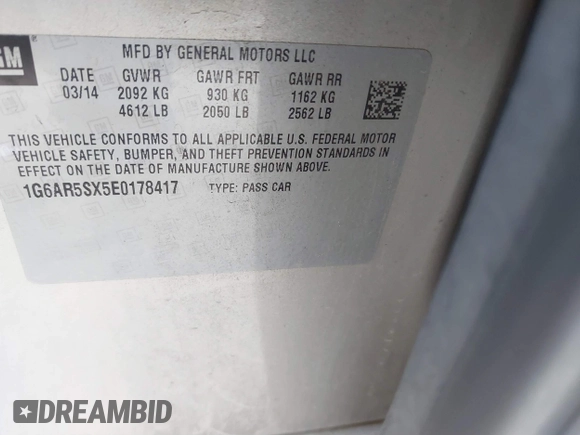 GM
MFD BY GENERAL MOTORS LLC
DATE GVWR GAWR FRT GAWR RR
03/14 2092 KG 930 KG 1162 KG
4612 LB 2050 LB 2562 LB
THIS VEHICLE CONFORMS TO ALL APPLICABLE U.S. FEDERAL MOTOR
VEHICLE SAFETY, BUMPER, AND THEFT PREVENTION STANDARDS IN
EFFECT ON THE DATE OF MANUFACTURE SHOWN ABOVE.
1G6AR5SX5E0178417 TYPE: PASS CAR
DREAMBID